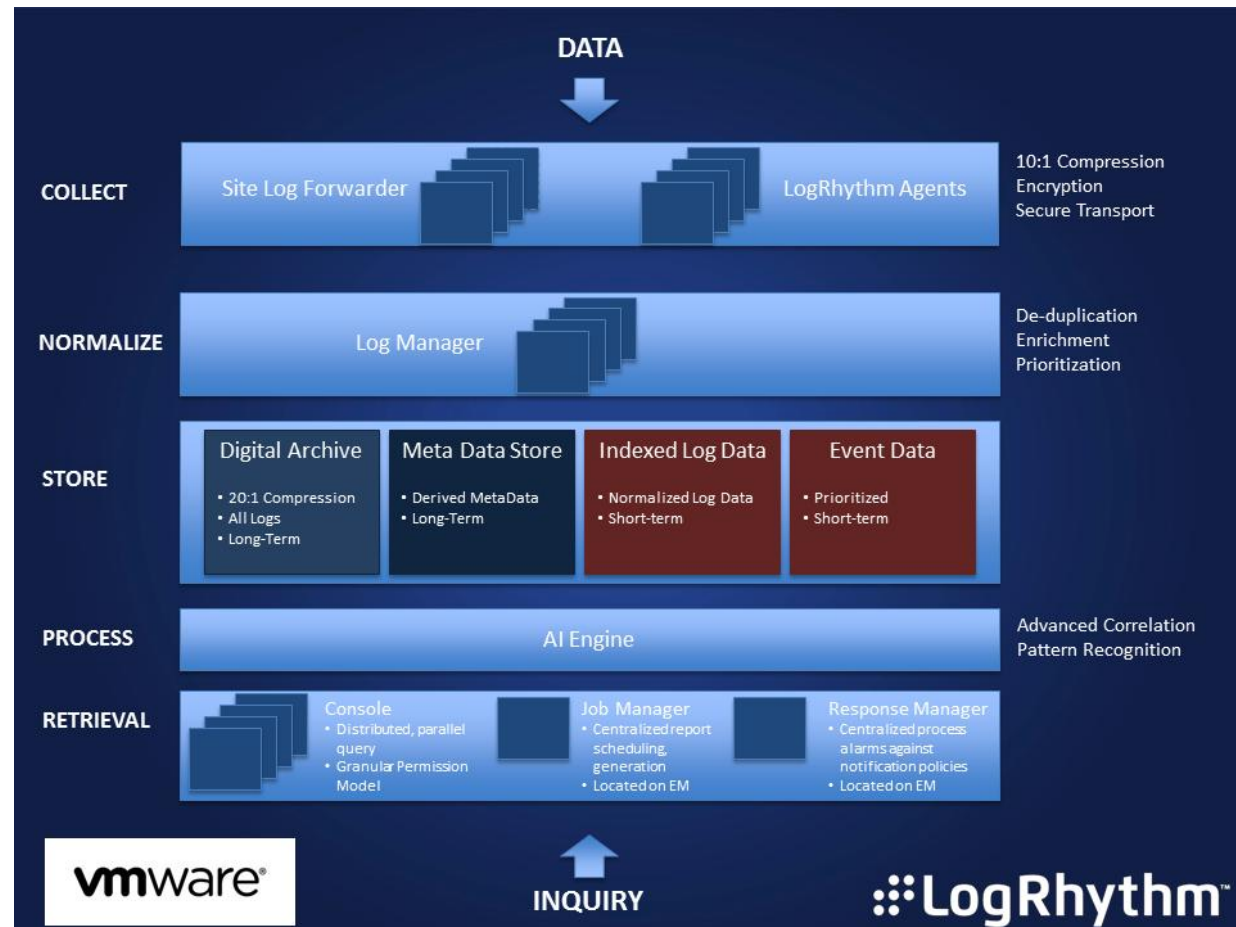 DATA
COLLECT
Site Log Forwarder
LogRhythm Agents
10:1 Compression
Encryption
Secure Transport
NORMALIZE
Log Manager
De-duplication
Enrichment
Prioritization
STORE
Digital Archive
• 20:1 Compression
• All Logs
• Long-Term
Meta Data Store
• Derived MetaData
• Long-Term
Indexed Log Data
• Normalized Log Data
• Short-term
Event Data
• Prioritized
• Short-term
PROCESS
AI Engine
Advanced Correlation
Pattern Recognition
RETRIEVAL
Console
• Distributed, parallel
query
• Granular Permission
Model
Job Manager
• Centralized report
scheduling,
generation
• Located on EM
Response Manager
• Centralized process
alarms against
notification policies
• Located on EM
vmware®
INQUIRY
LogRhythm™